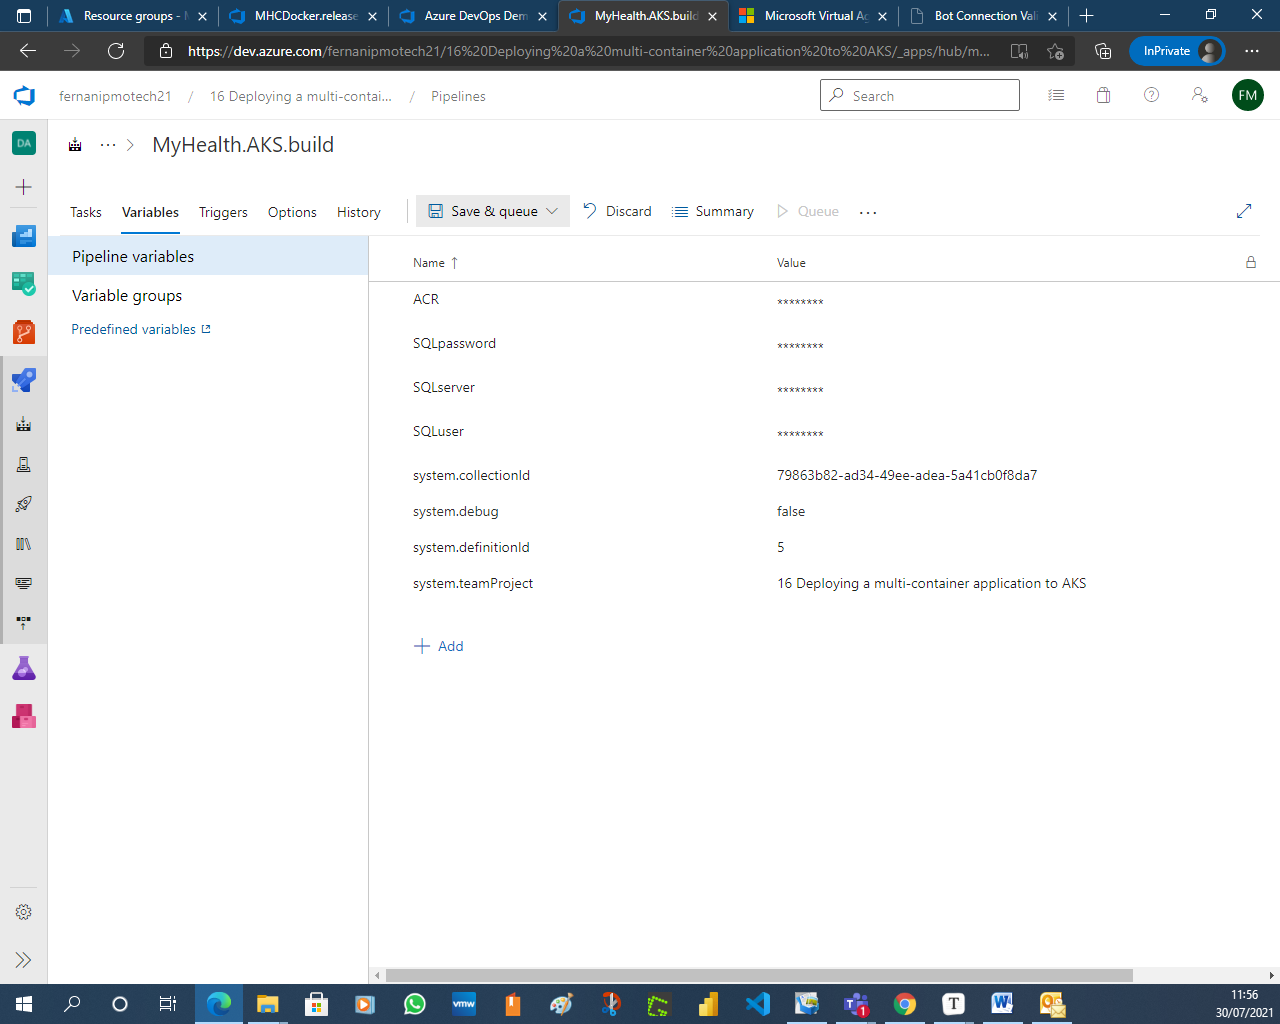 Resource groups - M
MHCDocker.release
Azure DevOps Dem
MyHealth.AKS.build
Microsoft Virtual Ag
Bot Connection Vali
https://dev.azure.com/fernanipmotech21/16%20Deploying%20a%20multi-container%20application%20to%20AKS/_apps/hub/m...
InPrivate
fernanipmotech21 / 16 Deploying a multi-contai... / Pipelines
Search
FM
DA
MyHealth.AKS.build
Tasks
Variables
Triggers
Options
History
Save & queue
Discard
Summary
Queue
Pipeline variables
Variable groups
Predefined variables
Name ↑ Value
ACR ********
SQLpassword ********
SQLserver ********
SQLuser ********
system.collectionId 79863b82-ad34-49ee-adea-5a41cb0f8da7
system.debug false
system.definitionId 5
system.teamProject 16 Deploying a multi-container application to AKS
+ Add
vmw
1
T
11:56
30/07/2021